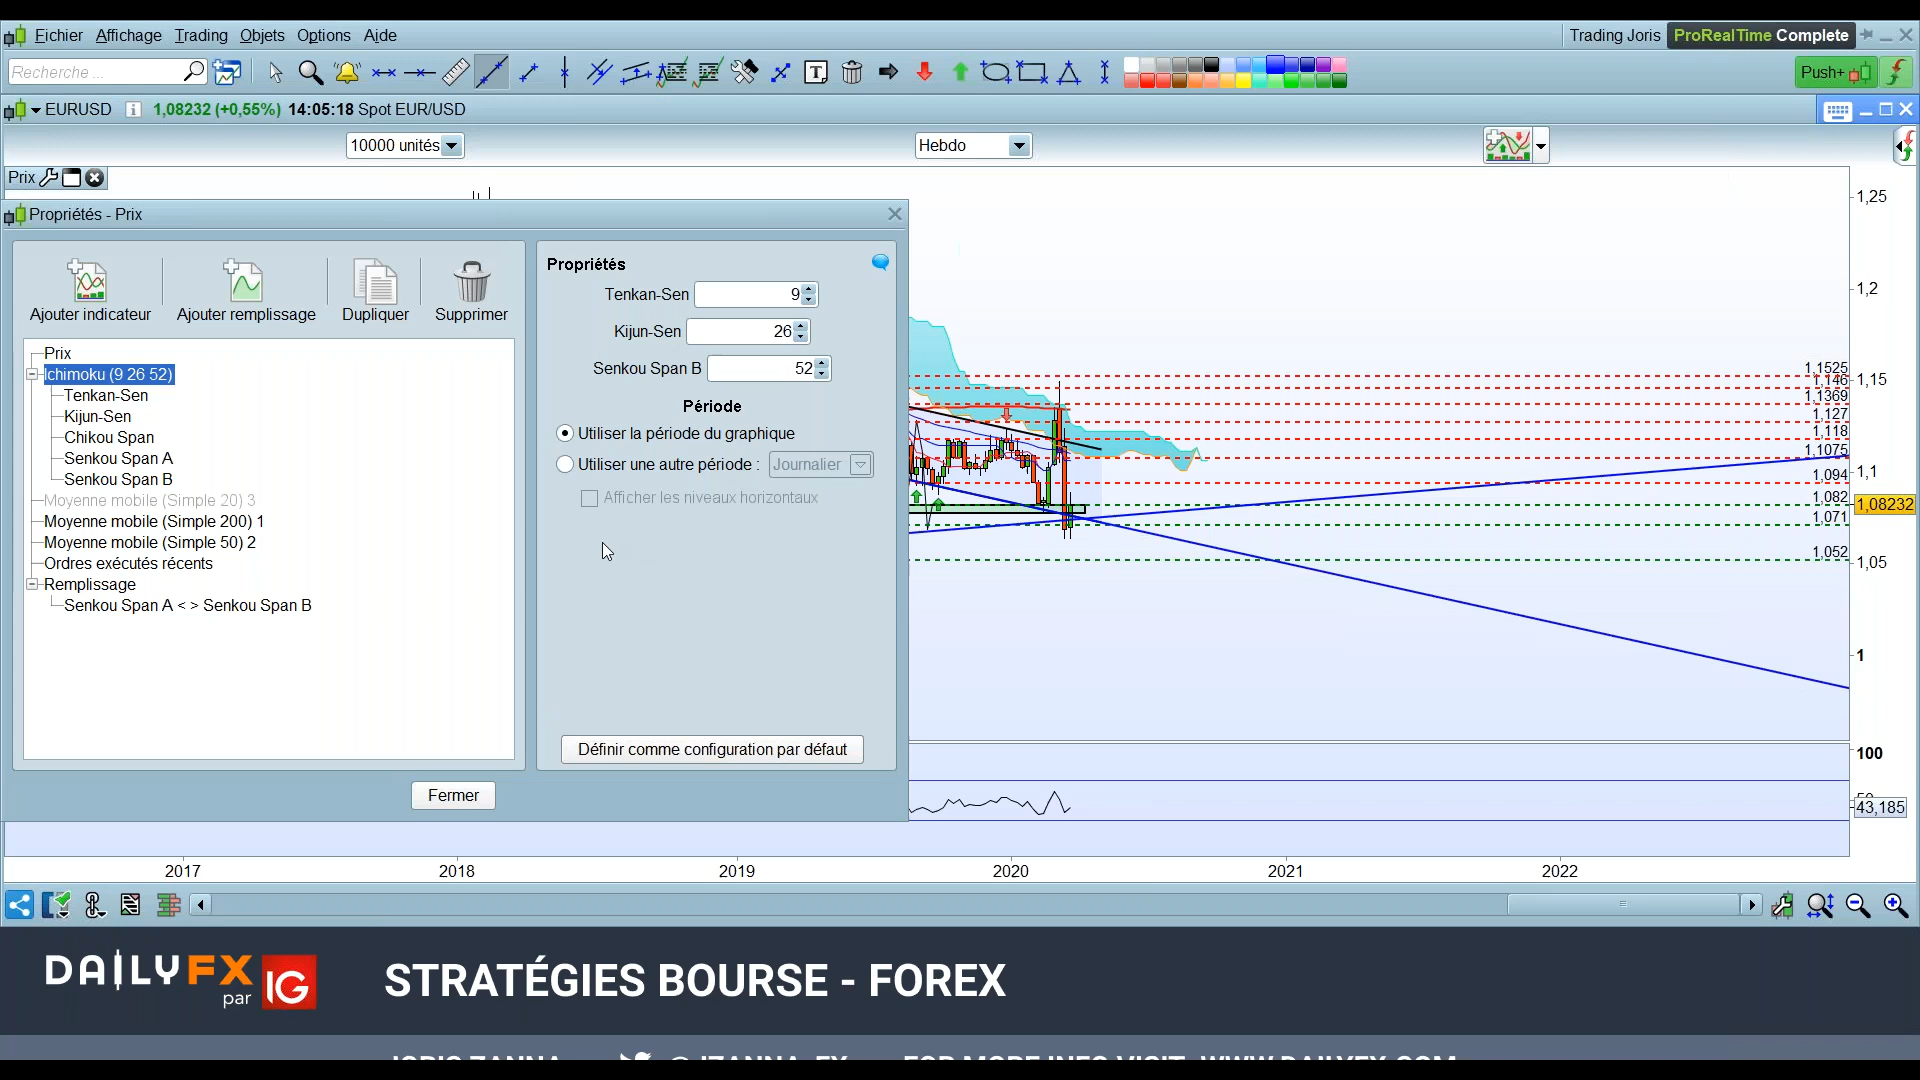 Fichier Affichage Trading Objets Options Aide
Trading Joris ProRealTime Complete
Recherche ...
T
Push+
EURUSD i 1,08232 (+0,55%) 14:05:18 Spot EUR/USD
10000 unités
Hebdo
Prix
Propriétés - Prix
Ajouter indicateur
Ajouter remplissage
Dupliquer
Supprimer
Prix
Ichimoku (9 26 52)
Tenkan-Sen
Kijun-Sen
Chikou Span
Senkou Span A
Senkou Span B
Moyenne mobile (Simple 20) 3
Moyenne mobile (Simple 200) 1
Moyenne mobile (Simple 50) 2
Ordres exécutés récents
Remplissage
Senkou Span A < > Senkou Span B
Propriétés
Tenkan-Sen 9
Kijun-Sen 26
Senkou Span B 52
Période
Utiliser la période du graphique
Utiliser une autre période : Journalier
Afficher les niveaux horizontaux
Définir comme configuration par défaut
Fermer
1,1525
1,146
1,1369
1,127
1,118
1,1075
1,094
1,082
1,071
1,052
1,25
1,2
1,15
1,1
1,08232
1,05
1
100
43,185
2017 2018 2019 2020 2021 2022
DAILYFX
par IG
STRATÉGIES BOURSE - FOREX